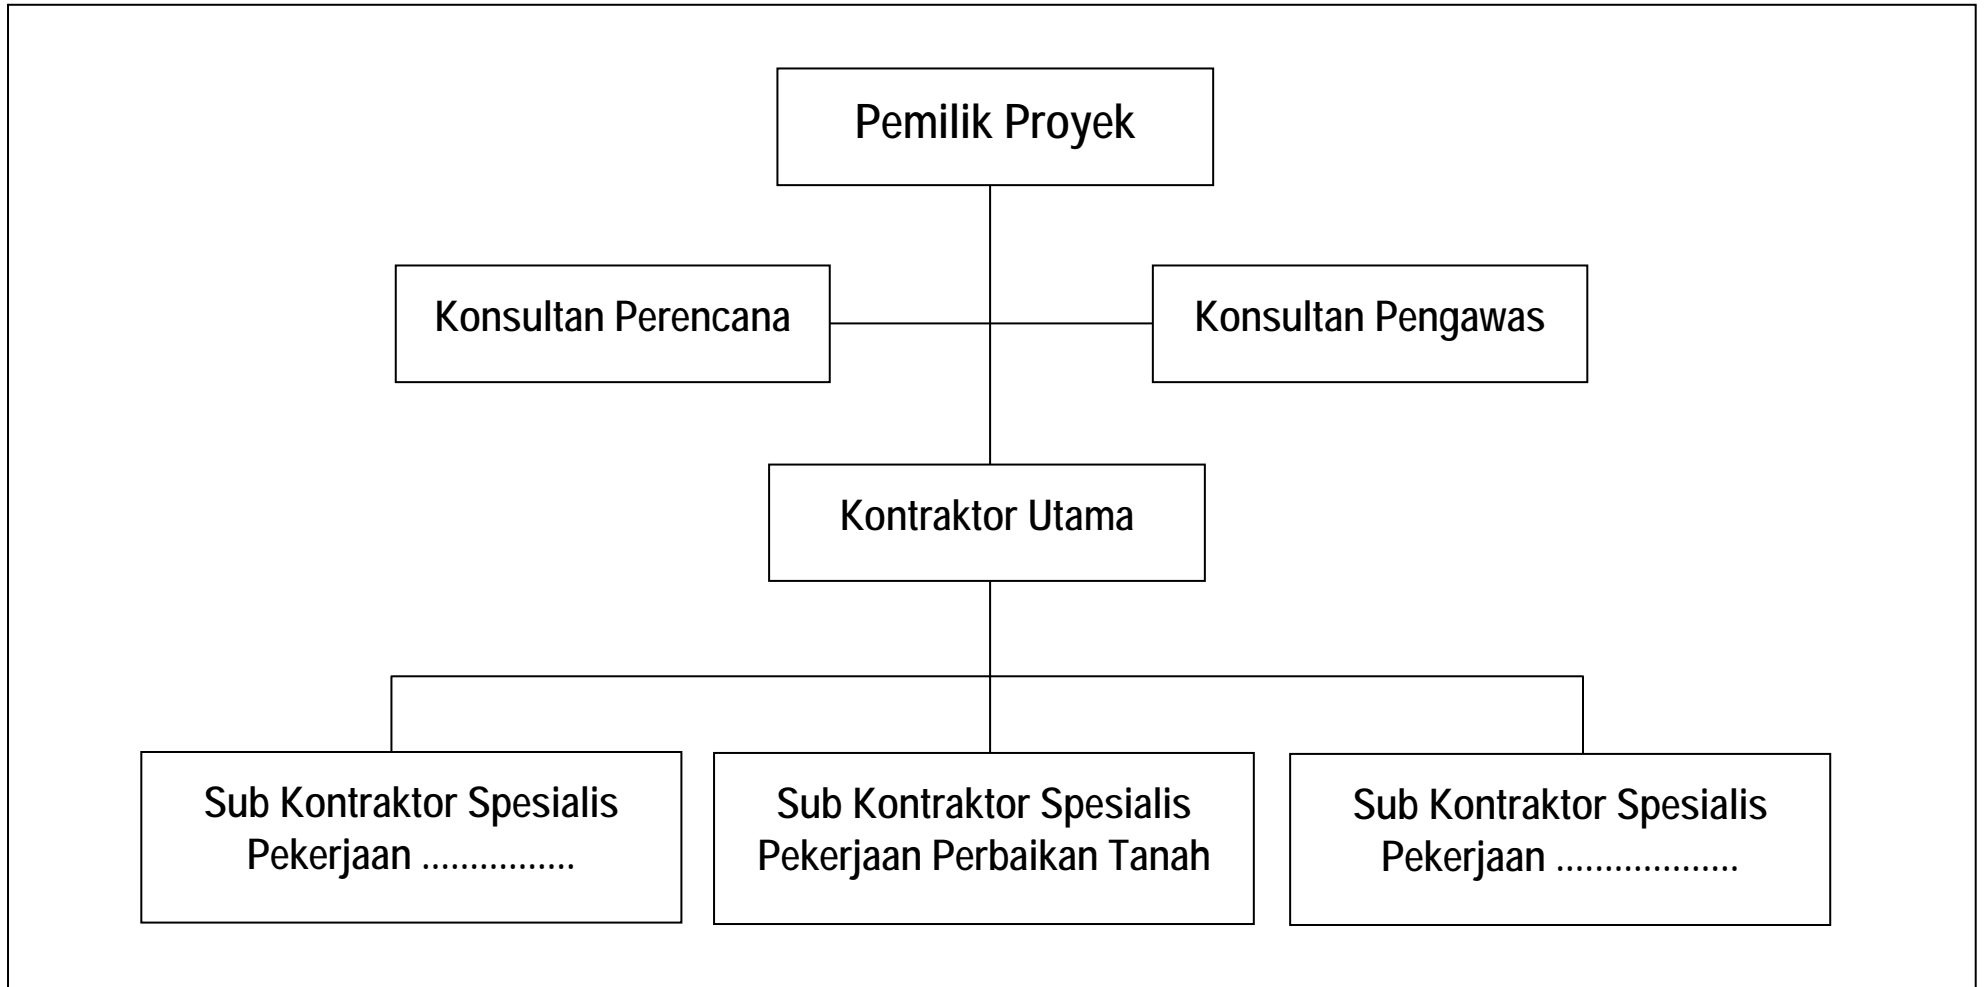 Pemilik Proyek
Konsultan Perencana
Konsultan Pengawas
Kontraktor Utama
Sub Kontraktor Spesialis
Pekerjaan ................
Sub Kontraktor Spesialis
Pekerjaan Perbaikan Tanah
Sub Kontraktor Spesialis
Pekerjaan ...................